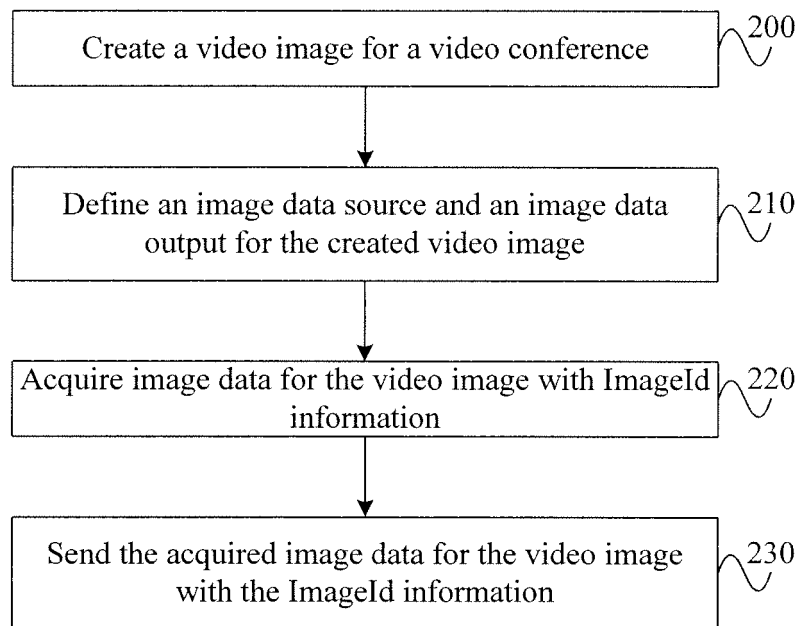 Create a video image for a video conference
200
Define an image data source and an image data
output for the created video image
210
Acquire image data for the video image with ImageId
information
220
Send the acquired image data for the video image
with the ImageId information
230